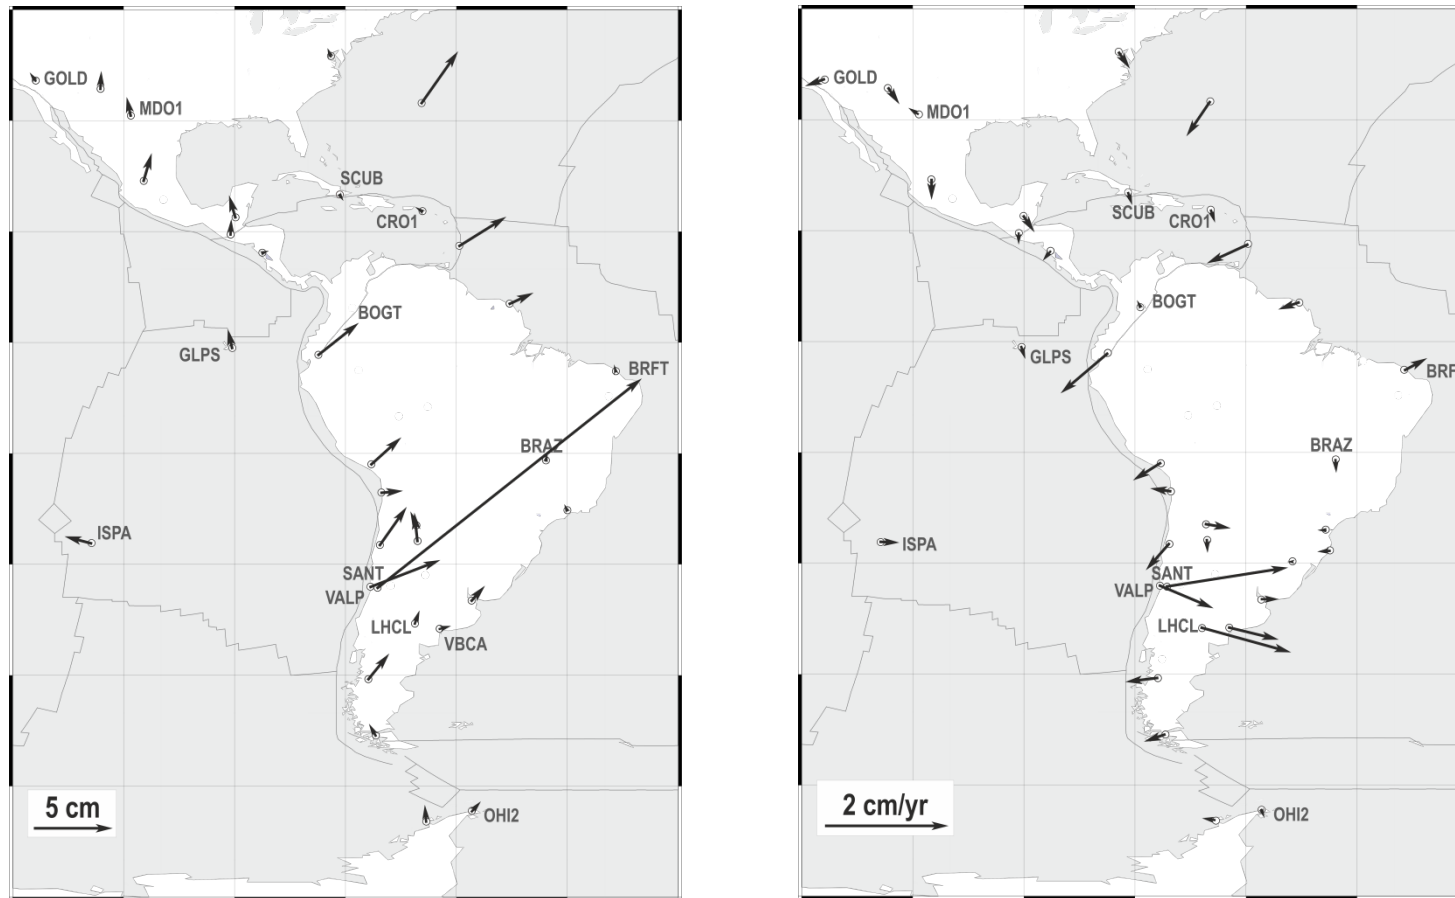 GOLD
MDO1
SCUB
CRO1
BOGT
GLPS
BRFT
BRAZ
ISPA
SANT
VALP
LHCL
VBCA
5 cm
OHI2
GOLD
MDO1
SCUB
CRO1
BOGT
GLPS
BRF
BRAZ
ISPA
SANT
VALP
LHCL
2 cm/yr
OHI2